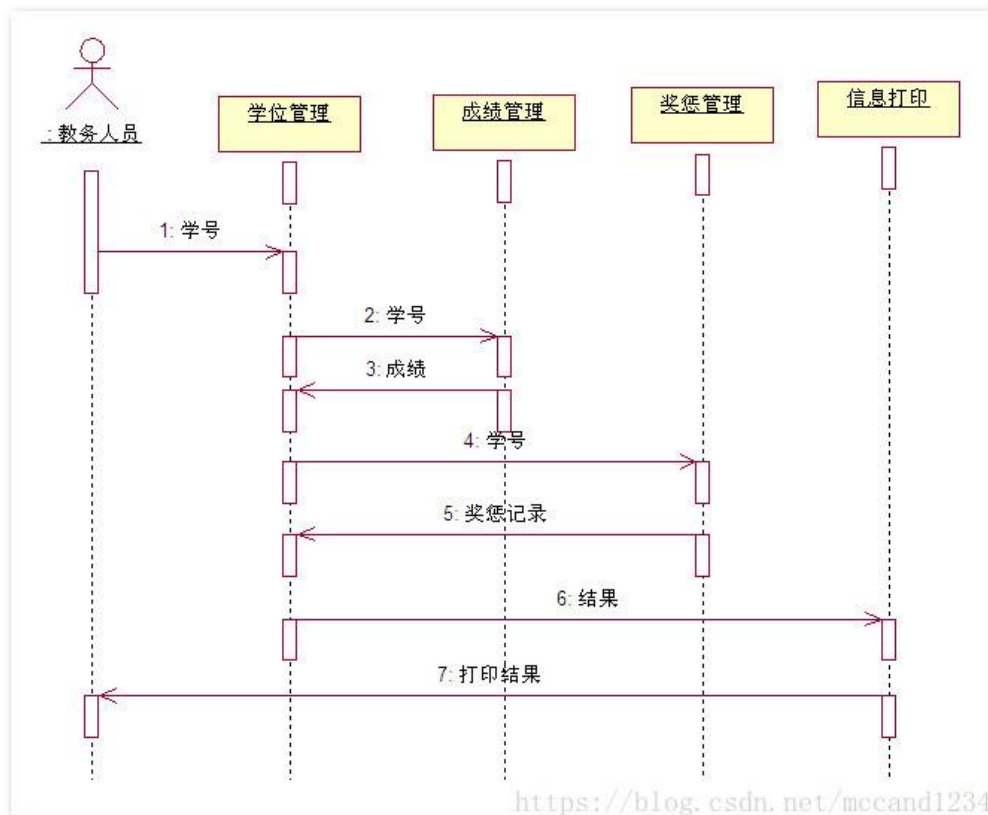 : 教务人员
学位管理
成绩管理
奖惩管理
信息打印
1: 学号
2: 学号
3: 成绩
4: 学号
5: 奖惩记录
6: 结果
7: 打印结果
https://blog.csdn.net/mccand1234